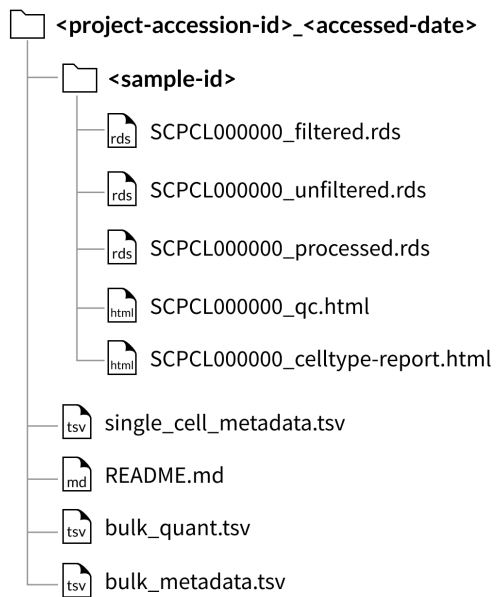 <project-accession-id>_<accessed-date>
<sample-id>
rds SCPCL000000_filtered.rds
rds SCPCL000000_unfiltered.rds
rds SCPCL000000_processed.rds
html SCPCL000000_qc.html
html SCPCL000000_celltype-report.html
tsv single_cell_metadata.tsv
md README.md
tsv bulk_quant.tsv
tsv bulk_metadata.tsv